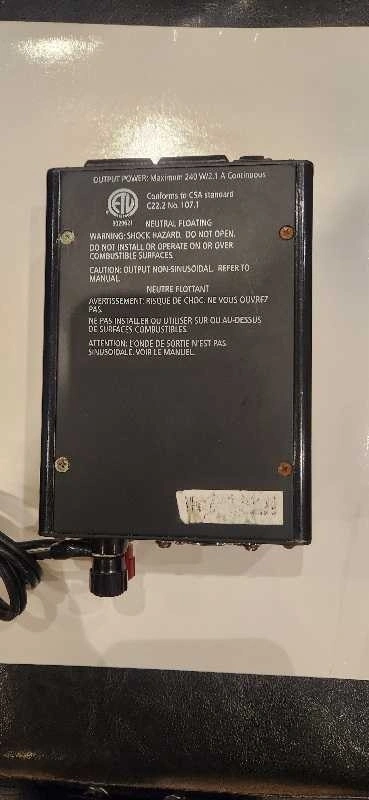 OUTPUT POWER: Maximum 240 W/2.1 A Continuous
ETL
Conforms to CSA standard
C22.2 No. 107.1
NEUTRAL FLOATING
WARNING: SHOCK HAZARD. DO NOT OPEN.
DO NOT INSTALL OR OPERATE ON OR OVER
COMBUSTIBLE SURFACES.
CAUTION: OUTPUT NON-SINUSOIDAL. REFER TO
MANUAL.
NEUTRE FLOTTANT
AVERTISSEMENT: RISQUE DE CHOC. NE VOUS OUVREZ
PAS.
NE PAS INSTALLER OU UTILISER SUR OU AU-DESSUS
DE SURFACES COMBUSTIBLES.
ATTENTION: L'ONDE DE SORTIE N'EST PAS
SINUSOIDALE. VOIR LE MANUEL.